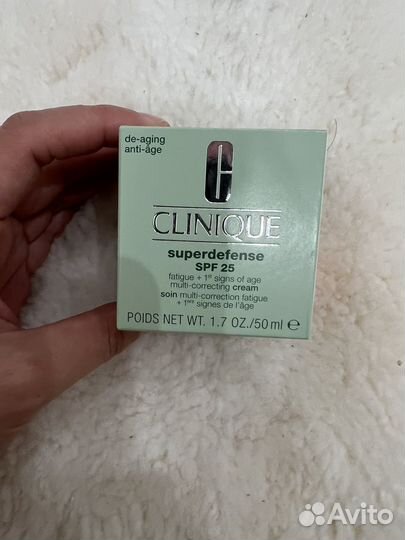 de-aging
anti-âge
CLINIQUE
superdefense
SPF 25
fatigue + 1st signs of age
multi-correcting cream
soin multi-correction fatigue
+ 1ers signes de l'âge
POIDS NET WT. 1.7 OZ./50 ml ℮
Avito